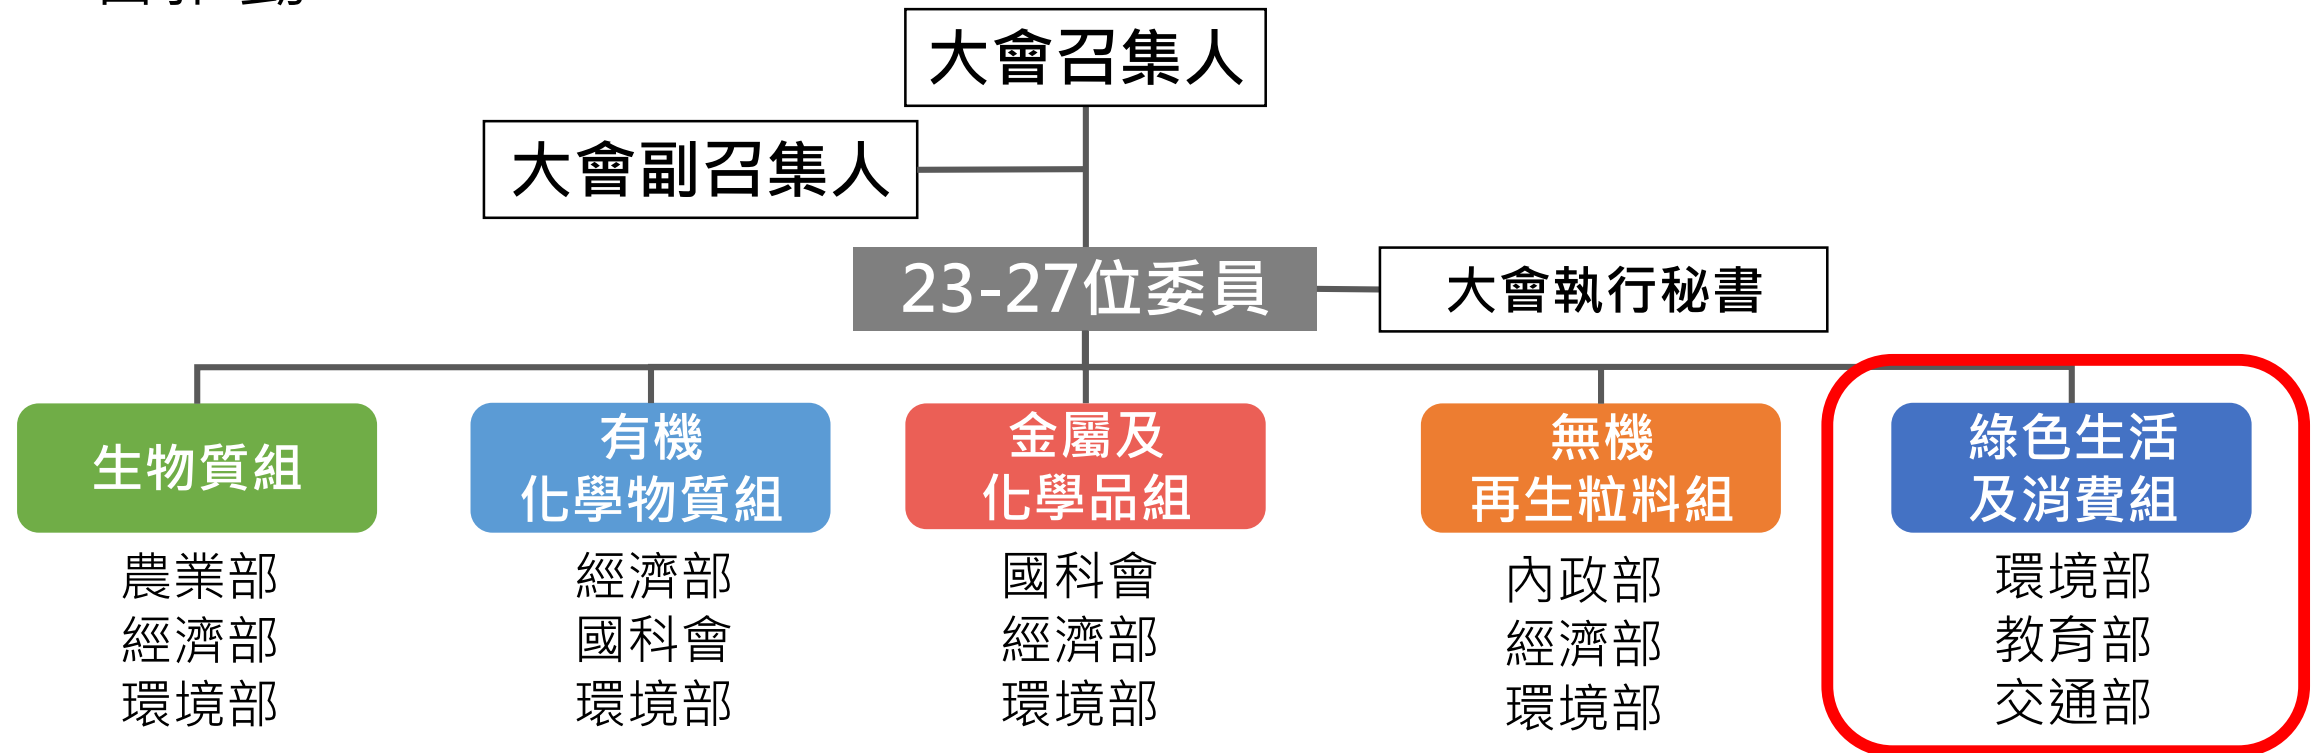 大會召集人
大會副召集人
23-27位委員
大會執行秘書
生物質組
農業部
經濟部
環境部
有機
化學物質組
經濟部
國科會
環境部
金屬及
化學品組
國科會
經濟部
環境部
無機
再生粒料組
內政部
經濟部
環境部
綠色生活
及消費組
環境部
教育部
交通部